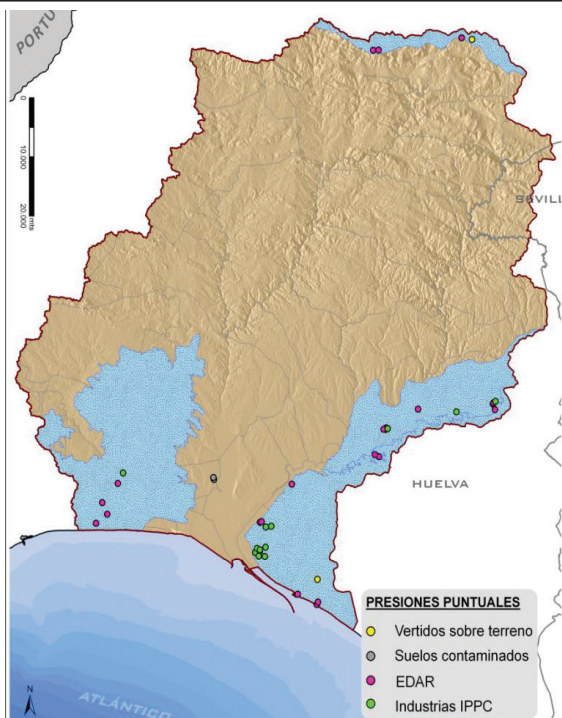 PORTU
0
10.000
20.000
mts
SEVILL
HUELVA
ATLÁNTICO
N
PRESIONES PUNTUALES
Vertidos sobre terreno
Suelos contaminados
EDAR
Industrias IPPC